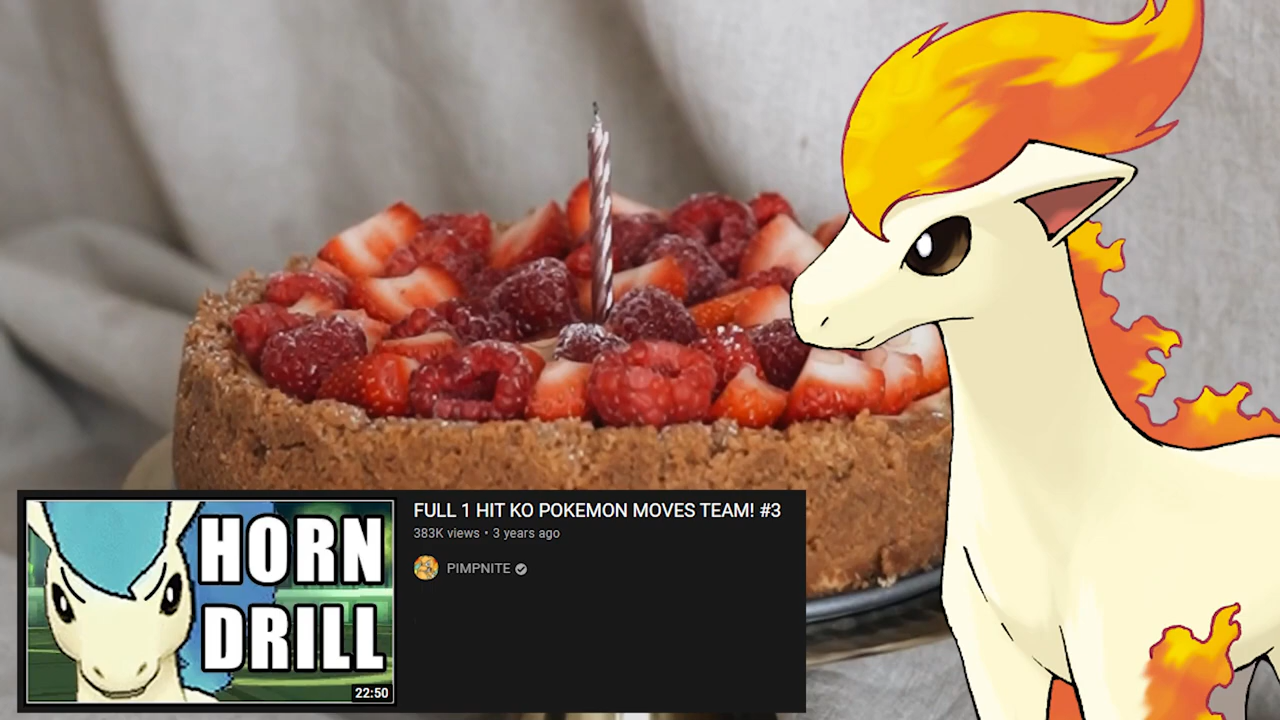 HORN
DRILL
22:50
FULL 1 HIT KO POKEMON MOVES TEAM! #3
383K views • 3 years ago
PIMPNITE